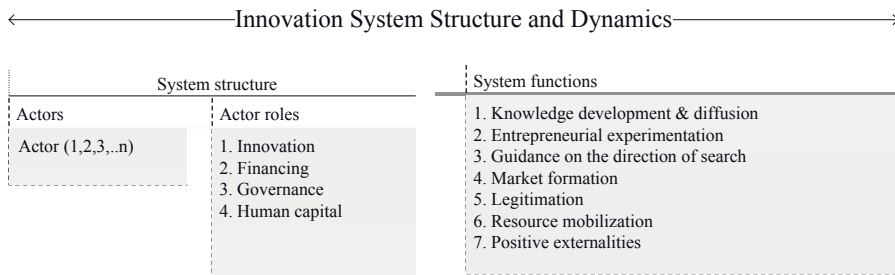 Innovation System Structure and Dynamics
System structure
Actors
Actor (1,2,3,..n)
Actor roles
1. Innovation
2. Financing
3. Governance
4. Human capital
System functions
1. Knowledge development & diffusion
2. Entrepreneurial experimentation
3. Guidance on the direction of search
4. Market formation
5. Legitimation
6. Resource mobilization
7. Positive externalities